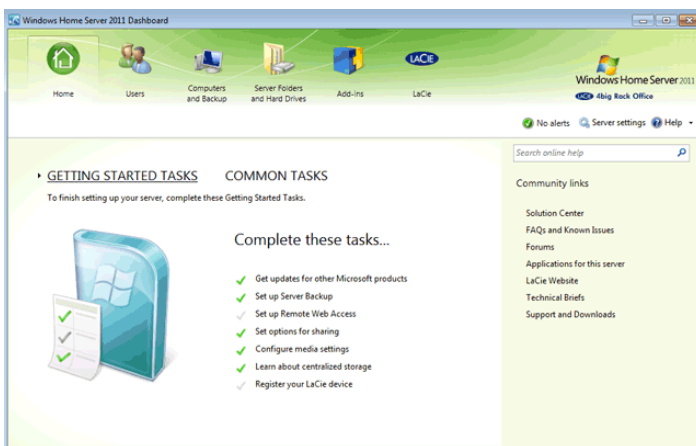 Windows Home Server 2011 Dashboard
Home
Users
Computers
and Backup
Server Folders
and Hard Drives
Add-ins
LACIE
LaCie
Windows Home Server 2011
LACIE 4big Rack Office
No alerts
Server settings
Help
Search online help
GETTING STARTED TASKS
COMMON TASKS
To finish setting up your server, complete these Getting Started Tasks.
Complete these tasks...
Get updates for other Microsoft products
Set up Server Backup
Set up Remote Web Access
Set options for sharing
Configure media settings
Learn about centralized storage
Register your LaCie device
Community links
Solution Center
FAQs and Known Issues
Forums
Applications for this server
LaCie Website
Technical Briefs
Support and Downloads